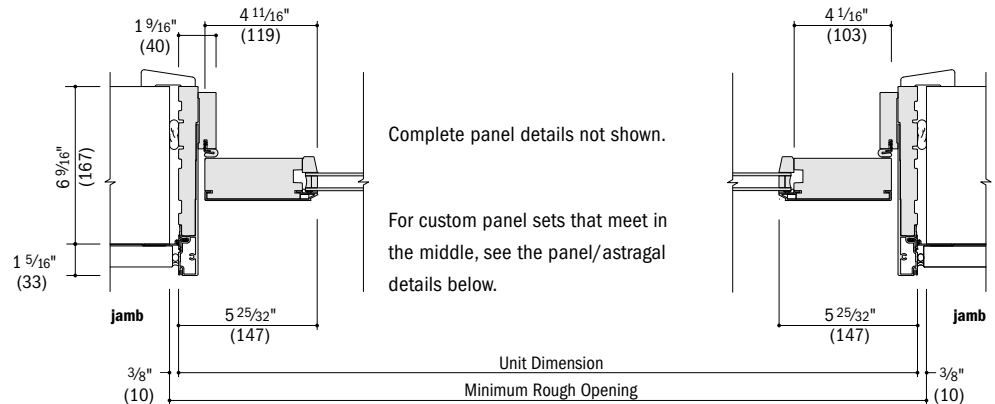 4 11/16"
(119)
1 9/16"
(40)
4 1/16"
(103)
6 9/16"
(167)
Complete panel details not shown.
For custom panel sets that meet in
the middle, see the panel/astragal
details below.
1 5/16"
(33)
jamb
5 25/32"
(147)
5 25/32"
(147)
jamb
Unit Dimension
3/8"
(10)
Minimum Rough Opening
3/8"
(10)